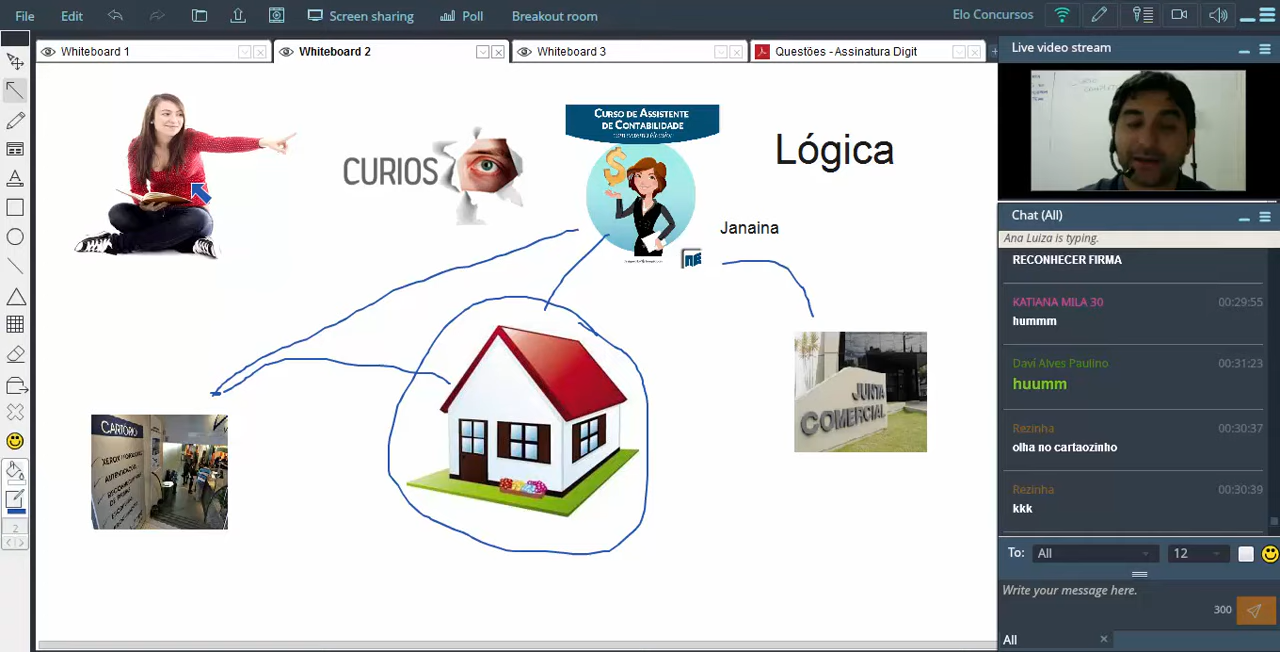 File
Edit
Screen sharing
Poll
Breakout room
Elo Concursos
Whiteboard 1
Whiteboard 2
Whiteboard 3
Questões - Assinatura Digit
Live video stream
CURSO DE ASSISTENTE
DE CONTABILIDADE
CURIOS
Lógica
Janaina
CARTÓRIO
JUNTA
COMERCIAL
Chat (All)
Ana Luiza is typing.
RECONHECER FIRMA
KATIANA MILA 30 00:29:55
hummm
Daví Alves Paulino 00:31:23
huumm
Rezinha 00:30:37
olha no cartaozinho
Rezinha 00:30:39
kkk
To: All 12
Write your message here.
300
All
2